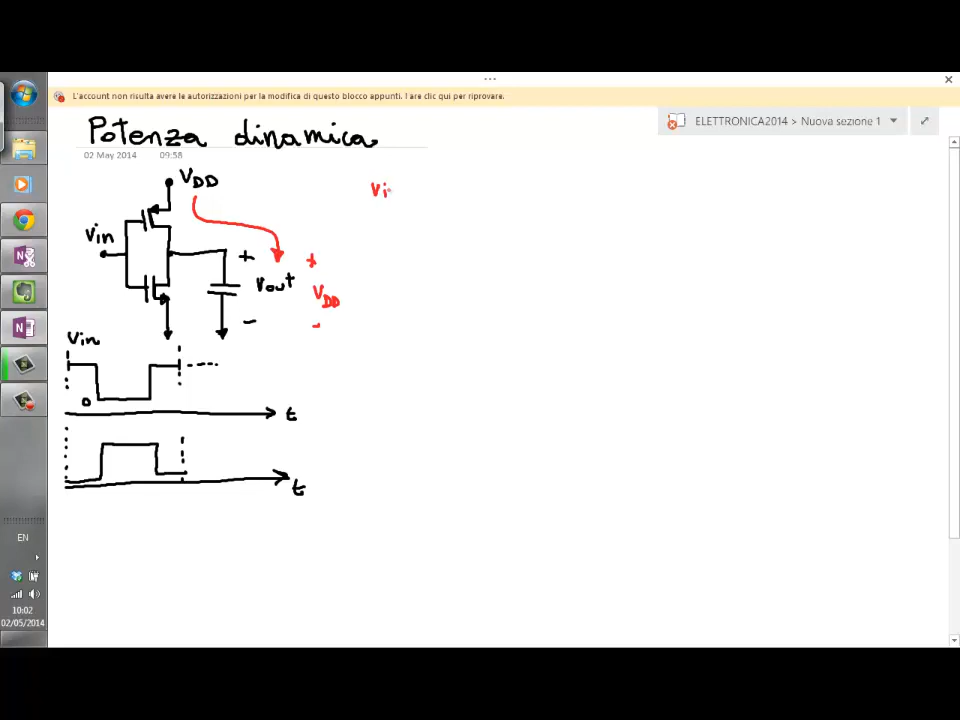 L'account non risulta avere le autorizzazioni per la modifica di questo blocco appunti. Fare clic qui per riprovare.
ELETTRONICA2014 > Nuova sezione 1
Potenza dinamica
02 May 2014 09:58
VDD
Vi
Vin
+
Vout
-
+
VDD
-
Vin
0
t
t
EN
10:02
02/05/2014